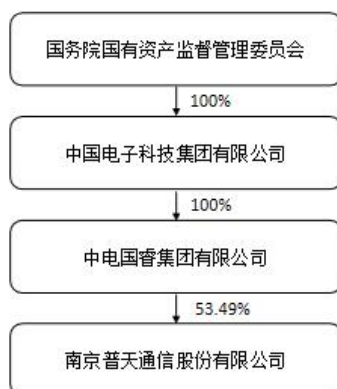 国务院国有资产监督管理委员会
100%
中国电子科技集团有限公司
100%
中电国睿集团有限公司
53.49%
南京普天通信股份有限公司